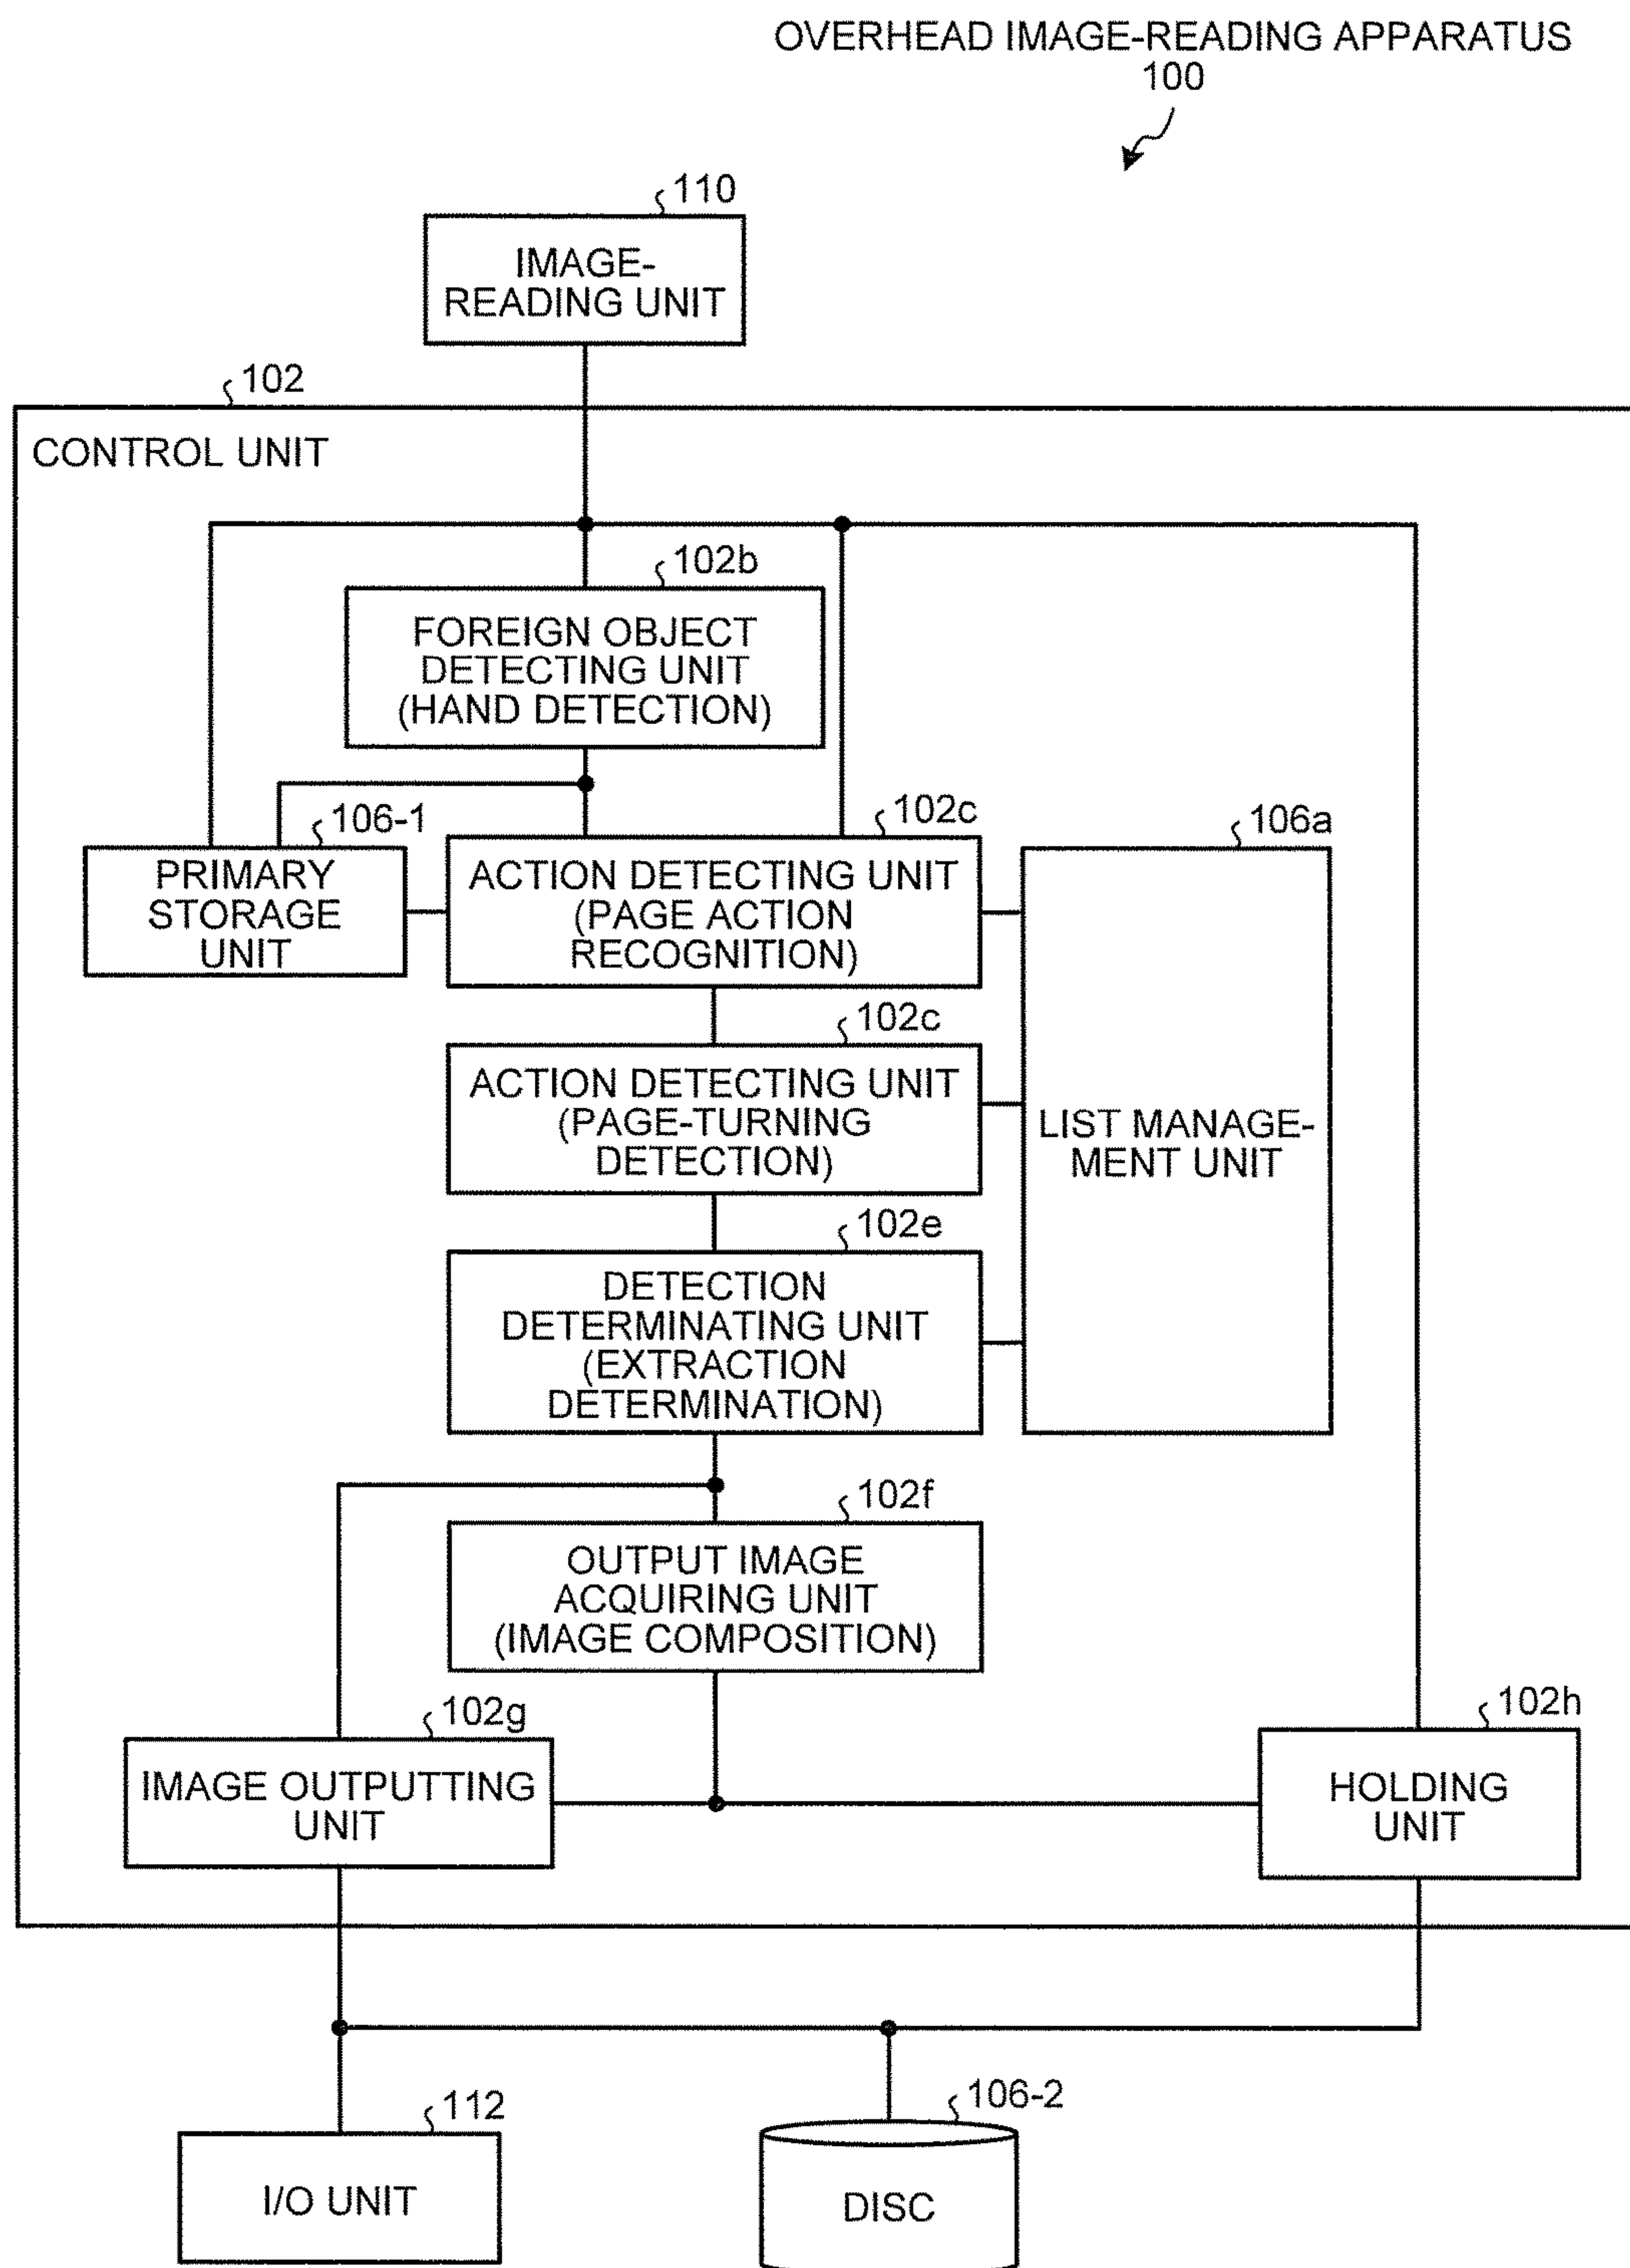 OVERHEAD IMAGE-READING APPARATUS
100
110
IMAGE-
READING UNIT
102
CONTROL UNIT
102b
FOREIGN OBJECT
DETECTING UNIT
(HAND DETECTION)
106-1
PRIMARY
STORAGE
UNIT
102c
ACTION DETECTING UNIT
(PAGE ACTION
RECOGNITION)
106a
LIST MANAGE-
MENT UNIT
102c
ACTION DETECTING UNIT
(PAGE-TURNING
DETECTION)
102e
DETECTION
DETERMINATING UNIT
(EXTRACTION
DETERMINATION)
102f
OUTPUT IMAGE
ACQUIRING UNIT
(IMAGE COMPOSITION)
102g
IMAGE OUTPUTTING
UNIT
102h
HOLDING
UNIT
112
I/O UNIT
106-2
DISC